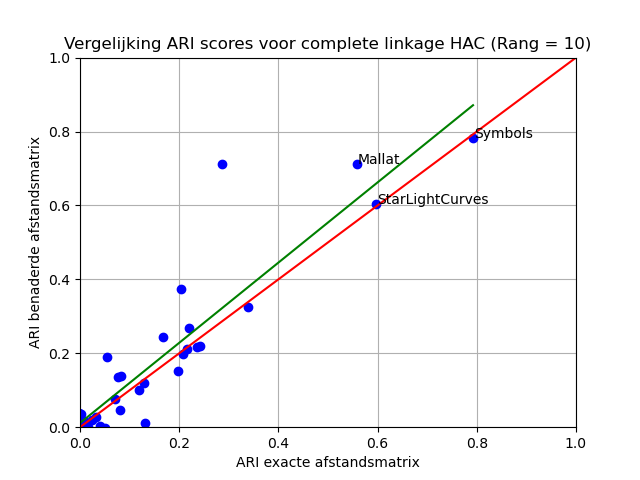 Vergelijking ARI scores voor complete linkage HAC (Rang = 10)
1.0
0.8
0.6
0.4
0.2
0.0
ARI benaderde afstandsmatrix
Symbols
Mallat
StarLightCurves
0.0 0.2 0.4 0.6 0.8 1.0
ARI exacte afstandsmatrix